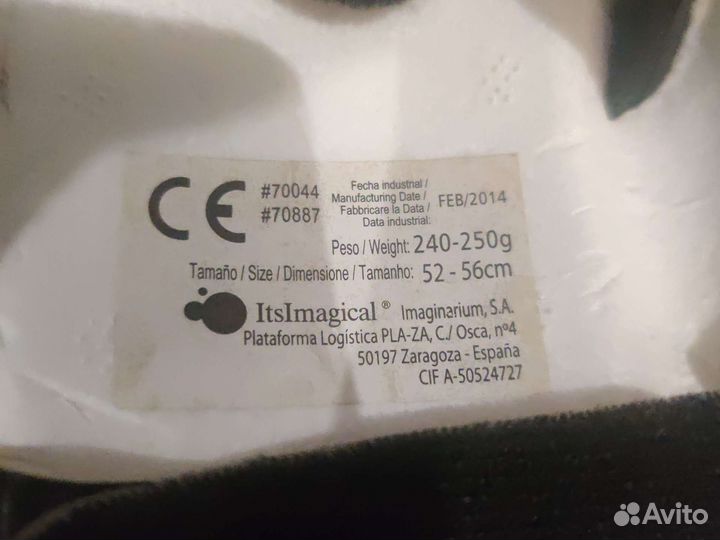 CE
#70044
#70887
Fecha industrial /
Manufacturing Date /
Fabbricare la Data /
Data industrial:
FEB/2014
Peso / Weight: 240-250g
Tamaño / Size / Dimensione / Tamanho: 52 - 56cm
ItsImagical® Imaginarium, S.A.
Plataforma Logística PLA-ZA, C./ Osca, nº4
50197 Zaragoza - España
CIF A-50524727
Avito